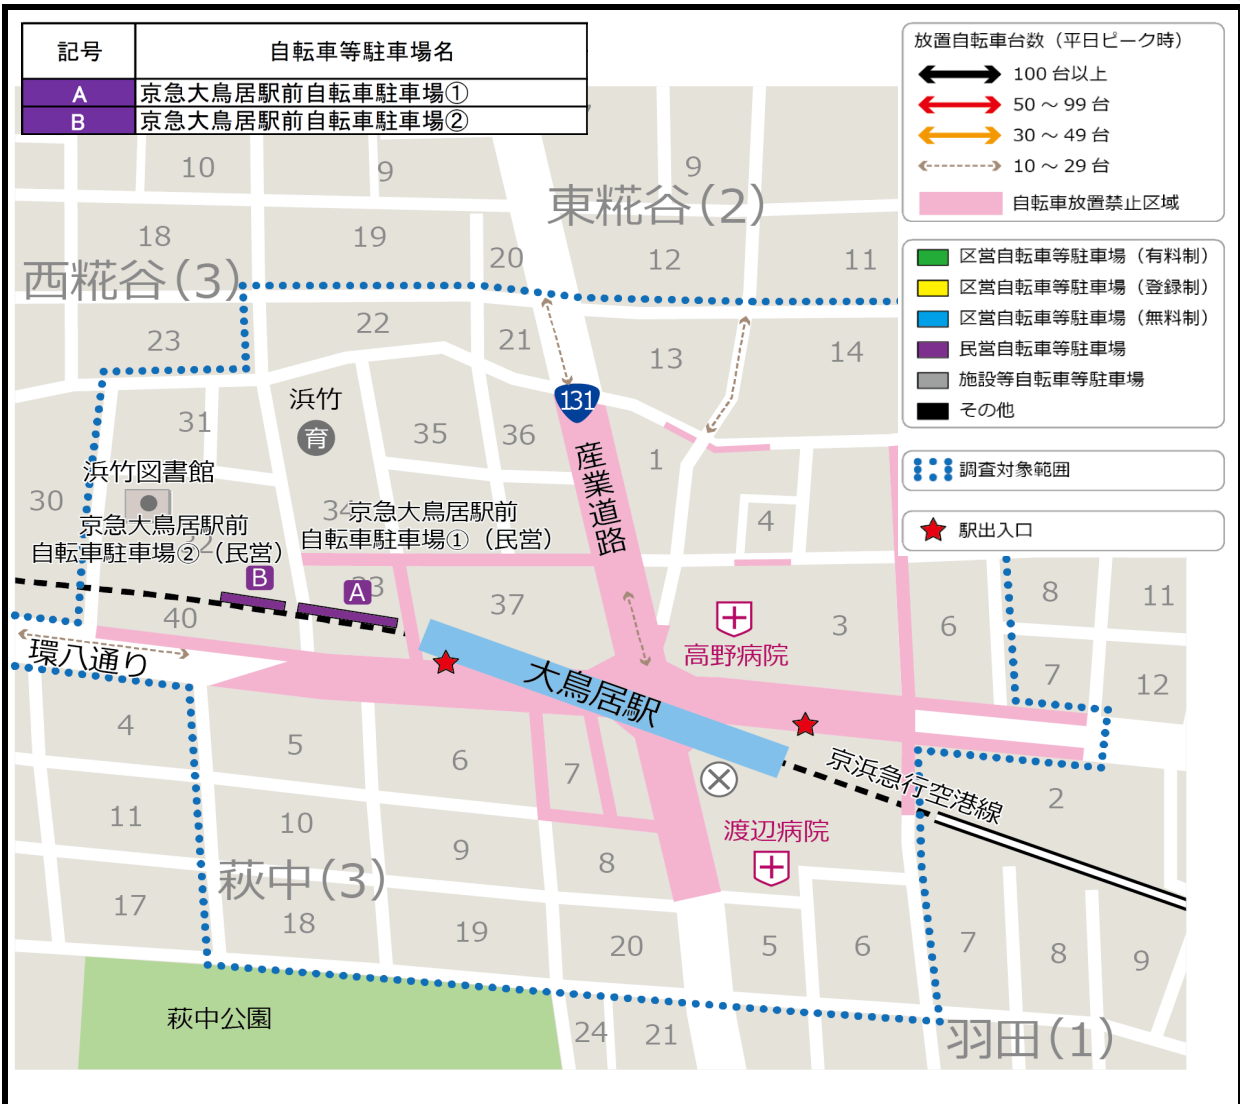 記号 自転車等駐車場名
A 京急大鳥居駅前自転車駐車場①
B 京急大鳥居駅前自転車駐車場②
放置自転車台数（平日ピーク時）
100 台以上
50 ～ 99 台
30 ～ 49 台
10 ～ 29 台
自転車放置禁止区域
区営自転車等駐車場（有料制）
区営自転車等駐車場（登録制）
区営自転車等駐車場（無料制）
民営自転車等駐車場
施設等自転車等駐車場
その他
調査対象範囲
駅出入口
10
9
9
東糀谷(2)
18
19
20
12
11
西糀谷(3)
23
22
21
13
14
131
浜竹
育
31
35
36
1
産業道路
浜竹図書館
30
34
4
京急大鳥居駅前
自転車駐車場①（民営）
京急大鳥居駅前
自転車駐車場②（民営）
32
B
A
33
40
37
高野病院
3
6
8
11
7
12
環八通り
大鳥居駅
京浜急行空港線
4
5
6
7
2
11
10
9
8
渡辺病院
萩中(3)
17
18
19
20
5
6
7
8
9
萩中公園
24
21
羽田(1)